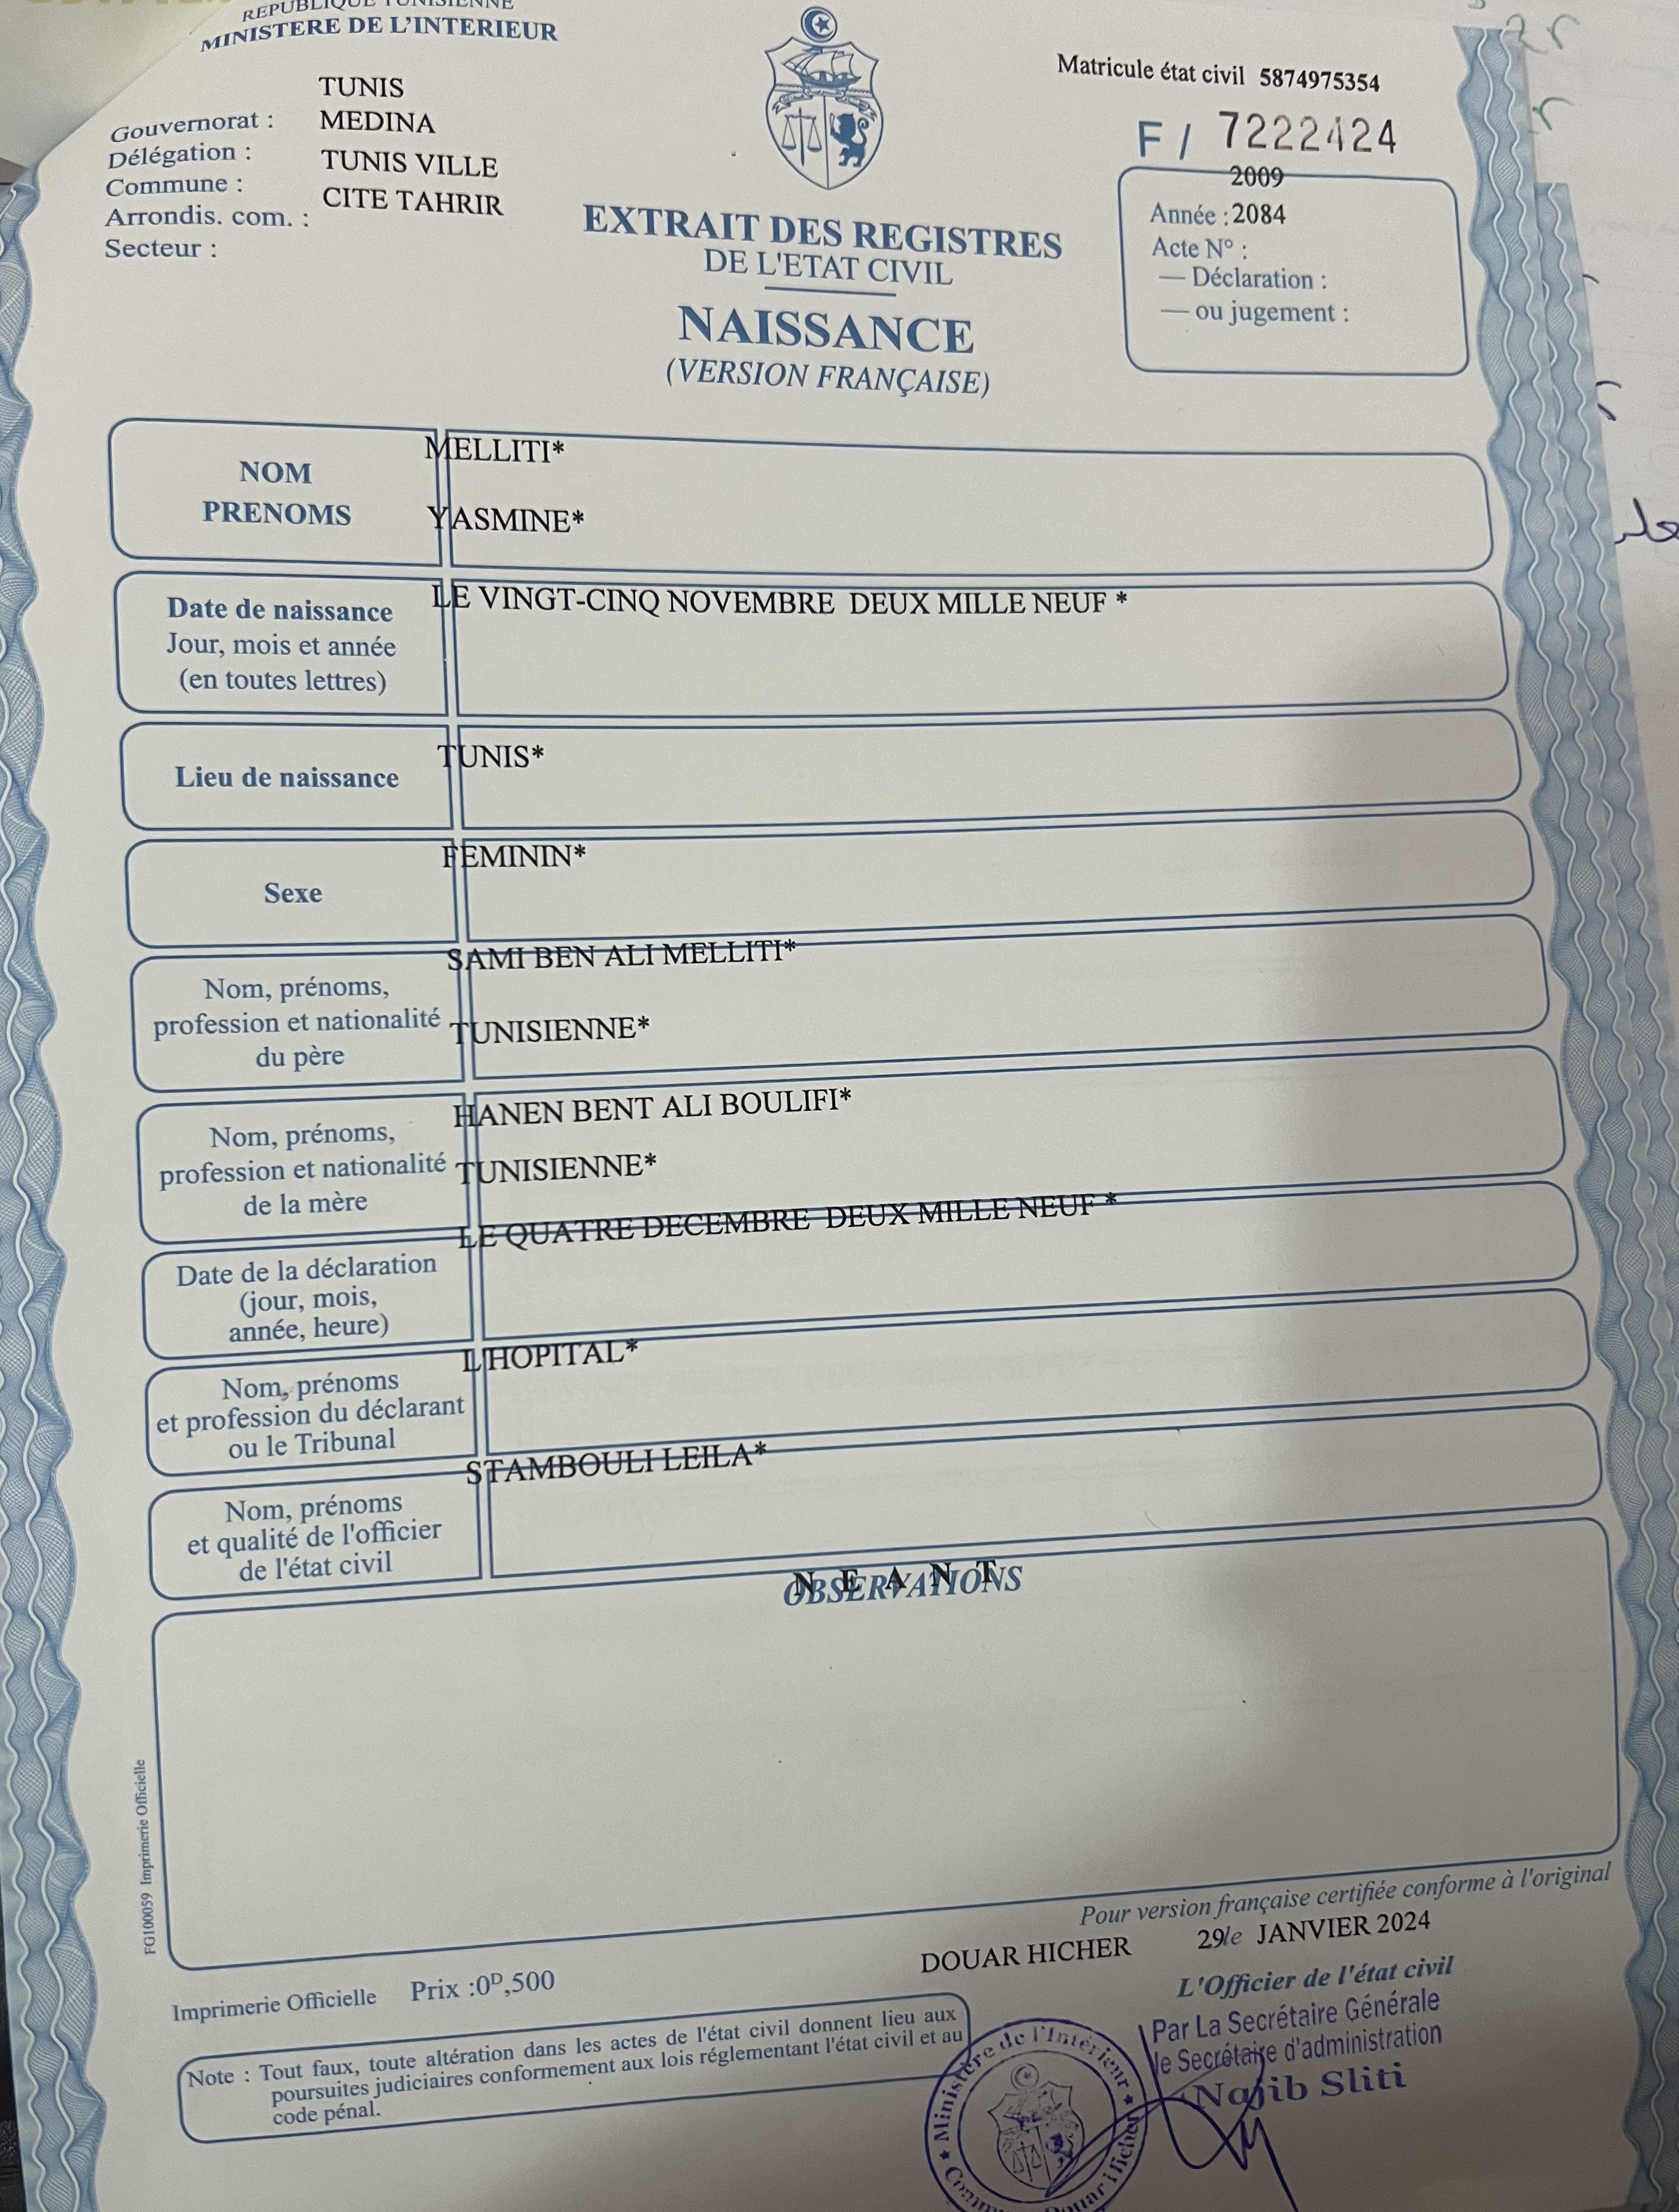 REPUBLIQUE TUNISIENNE
MINISTERE DE L'INTERIEUR
Gouvernorat : TUNIS
Délégation : MEDINA
Commune : TUNIS VILLE
Arrondis. com. : CITE TAHRIR
Secteur :
Matricule état civil 5874975354
F / 7222424
2009
Année : 2084
Acte N° :
— Déclaration :
— ou jugement :
EXTRAIT DES REGISTRES
DE L'ETAT CIVIL
NAISSANCE
(VERSION FRANÇAISE)
NOM
PRENOMS
MELLITI*
YASMINE*
Date de naissance
Jour, mois et année
(en toutes lettres)
LE VINGT-CINQ NOVEMBRE DEUX MILLE NEUF *
Lieu de naissance
TUNIS*
Sexe
FEMININ*
Nom, prénoms,
profession et nationalité
du père
SAMI BEN ALI MELLITI*
TUNISIENNE*
Nom, prénoms,
profession et nationalité
de la mère
HANEN BENT ALI BOULIFI*
TUNISIENNE*
Date de la déclaration
(jour, mois,
année, heure)
LE QUATRE DECEMBRE DEUX MILLE NEUF *
Nom, prénoms
et profession du déclarant
ou le Tribunal
L'HOPITAL*
Nom, prénoms
et qualité de l'officier
de l'état civil
STAMBOULI LEILA*
OBSERVATIONS
N E A N T
FG100059 Imprimerie Officielle
Pour version française certifiée conforme à l'original
DOUAR HICHER 29 le JANVIER 2024
L'Officier de l'état civil
Par La Secrétaire Générale
le Secrétaire d'administration
Najib Sliti
Imprimerie Officielle Prix :0ᴰ,500
Note : Tout faux, toute altération dans les actes de l'état civil donnent lieu aux
poursuites judiciaires conformement aux lois réglementant l'état civil et au
code pénal.
Ministère de l'Intérieur